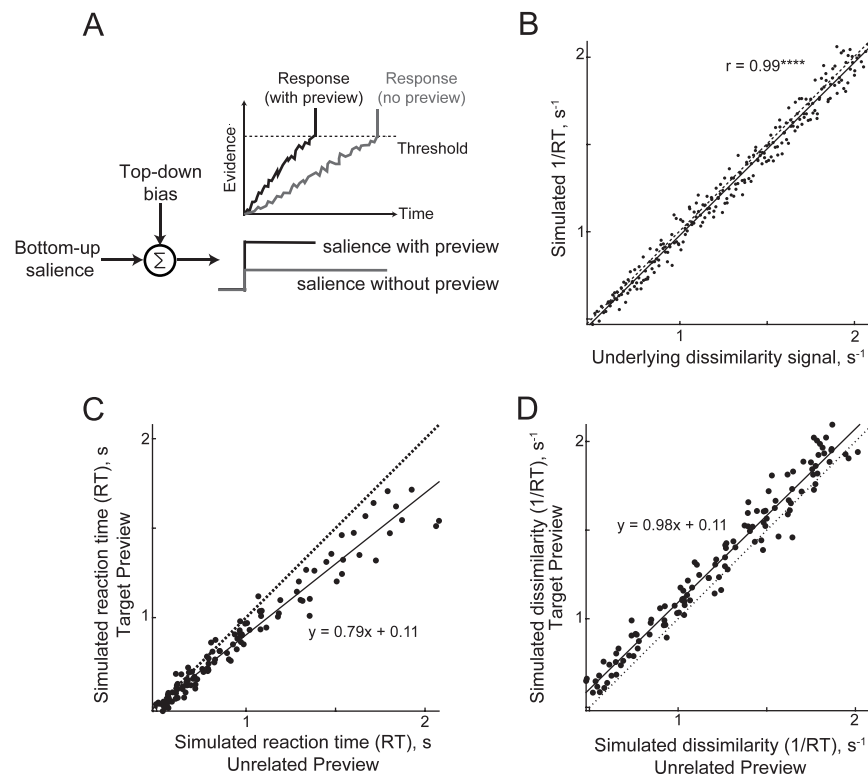 A
Response
(with preview)
Response
(no preview)
Evidence
Threshold
Time
Top-down
bias
Bottom-up
salience
Σ
salience with preview
salience without preview
B
r = 0.99****
Simulated 1/RT, s⁻¹
2
1
1
2
Underlying dissimilarity signal, s⁻¹
C
Simulated reaction time (RT), s
Target Preview
2
1
y = 0.79x + 0.11
1
2
Simulated reaction time (RT), s
Unrelated Preview
D
Simulated dissimilarity (1/RT), s⁻¹
Target Preview
2
1
y = 0.98x + 0.11
1
2
Simulated dissimilarity (1/RT), s⁻¹
Unrelated Preview